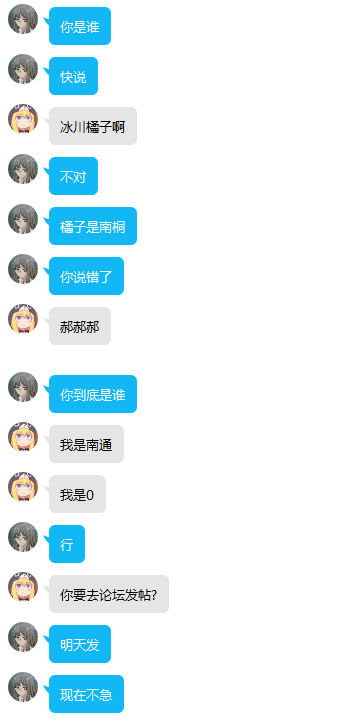 你是谁
快说
冰川橘子啊
不对
橘子是南桐
你说错了
郝郝郝
你到底是谁
我是南通
我是0
行
你要去论坛发帖?
明天发
现在不急